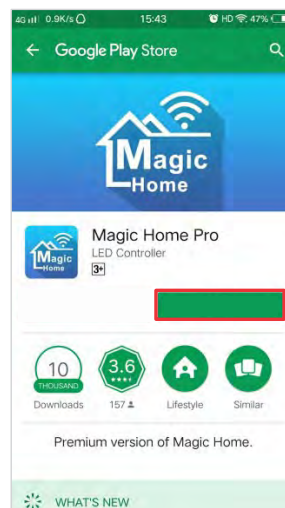 4G 0.9K/s 15:43 HD 47%
Google Play Store
Magic
Home
Magic Home Pro
Magic
Home
LED Controller
3+
10
THOUSAND
3.6
Downloads
157
Lifestyle
Similar
Premium version of Magic Home.
WHAT'S NEW